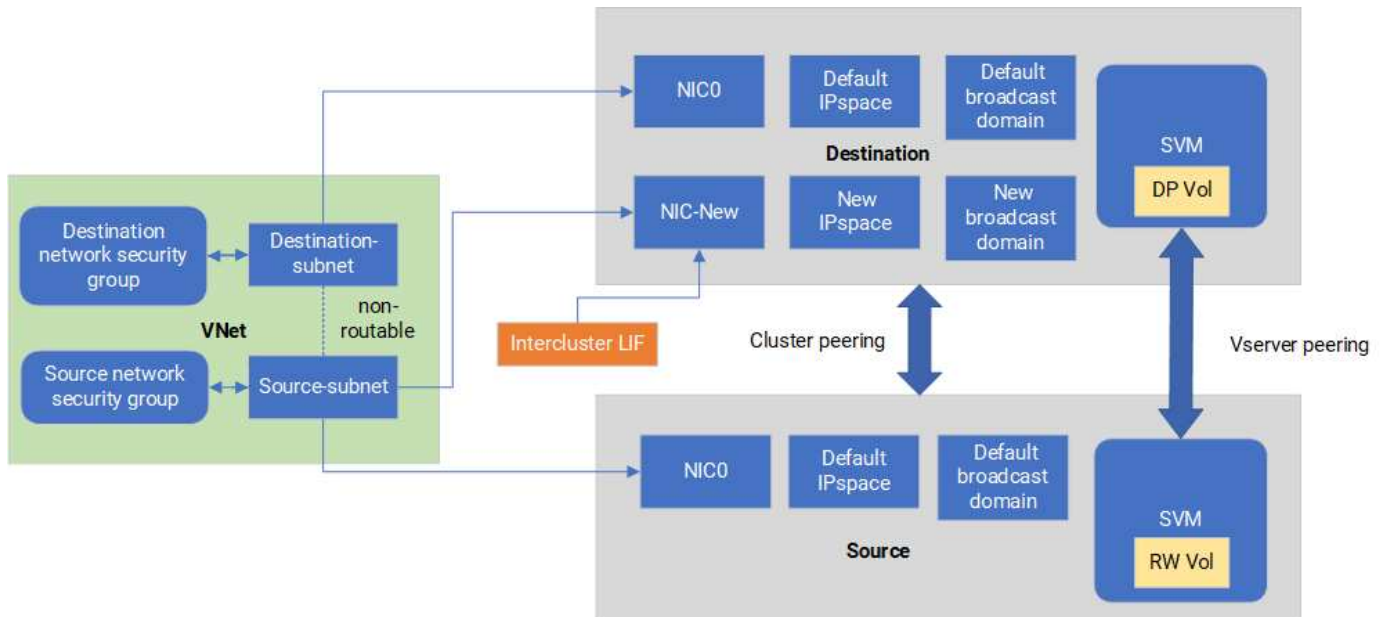 NIC0
Default
IPspace
Default
broadcast
domain
SVM
DP Vol
Destination
NIC-New
New
IPspace
New
broadcast
domain
Destination
network security
group
Destination-
subnet
VNet
non-
routable
Source network
security group
Source-subnet
Intercluster LIF
Cluster peering
Vserver peering
NIC0
Default
IPspace
Default
broadcast
domain
SVM
RW Vol
Source